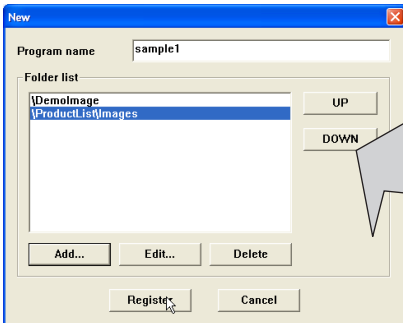 New
Program name sample1
Folder list
\DemoImage
\ProductList\Images
UP
DOWN
Add... Edit... Delete
Register Cancel